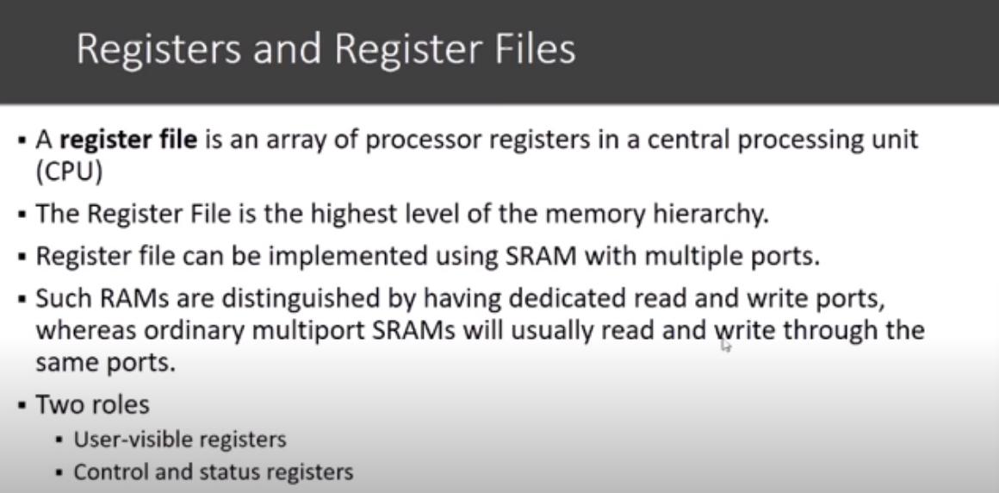 Registers and Register Files
▪ A register file is an array of processor registers in a central processing unit
(CPU)
▪ The Register File is the highest level of the memory hierarchy.
▪ Register file can be implemented using SRAM with multiple ports.
▪ Such RAMs are distinguished by having dedicated read and write ports,
whereas ordinary multiport SRAMs will usually read and write through the
same ports.
▪ Two roles
▪ User-visible registers
▪ Control and status registers